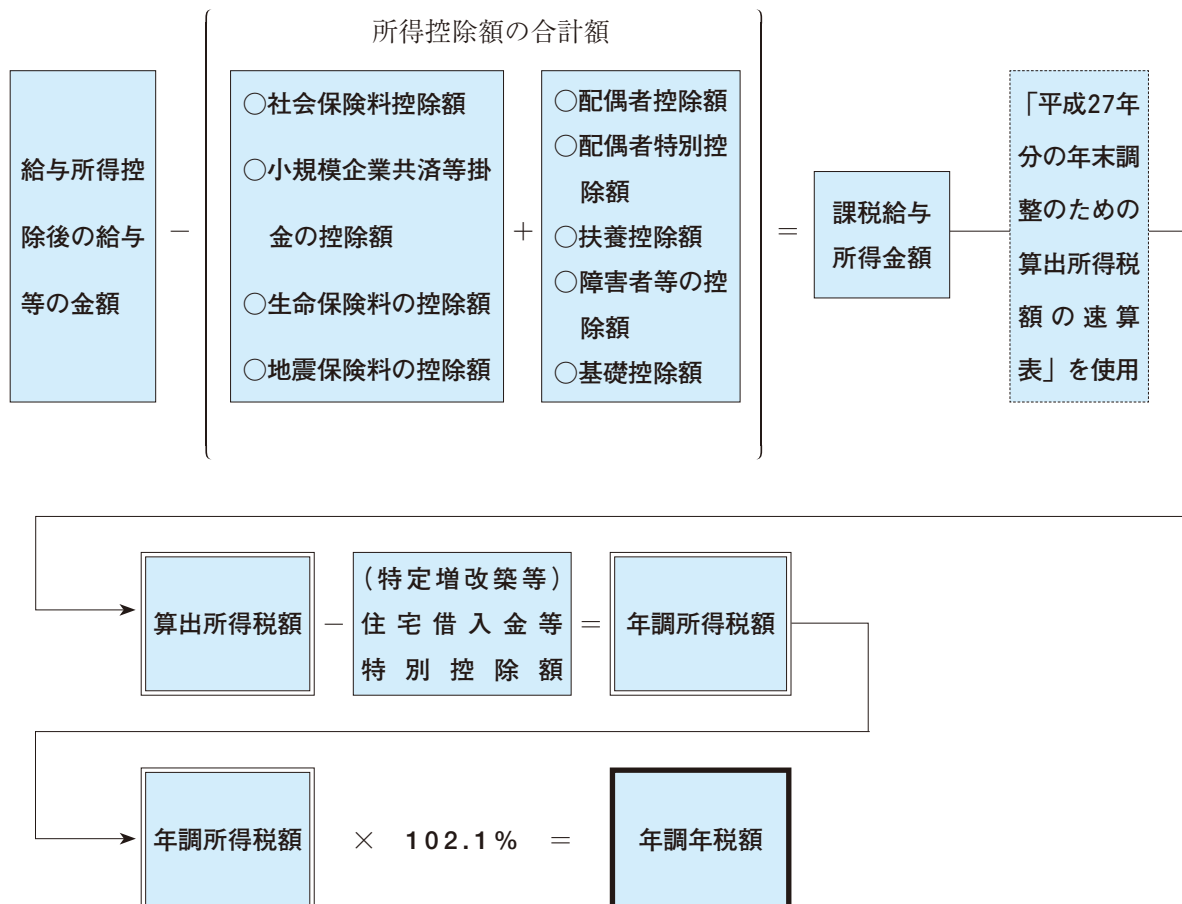 所得控除額の合計額
給与所得控
除後の給与
等の金額
−
○社会保険料控除額
○小規模企業共済等掛
金の控除額
○生命保険料の控除額
○地震保険料の控除額
+
○配偶者控除額
○配偶者特別控
除額
○扶養控除額
○障害者等の控
除額
○基礎控除額
=
課税給与
所得金額
「平成27年
分の年末調
整のための
算出所得税
額の速算
表」を使用
算出所得税額
−
(特定増改築等)
住宅借入金等
特別控除額
=
年調所得税額
年調所得税額 × 102.1% = 年調年税額